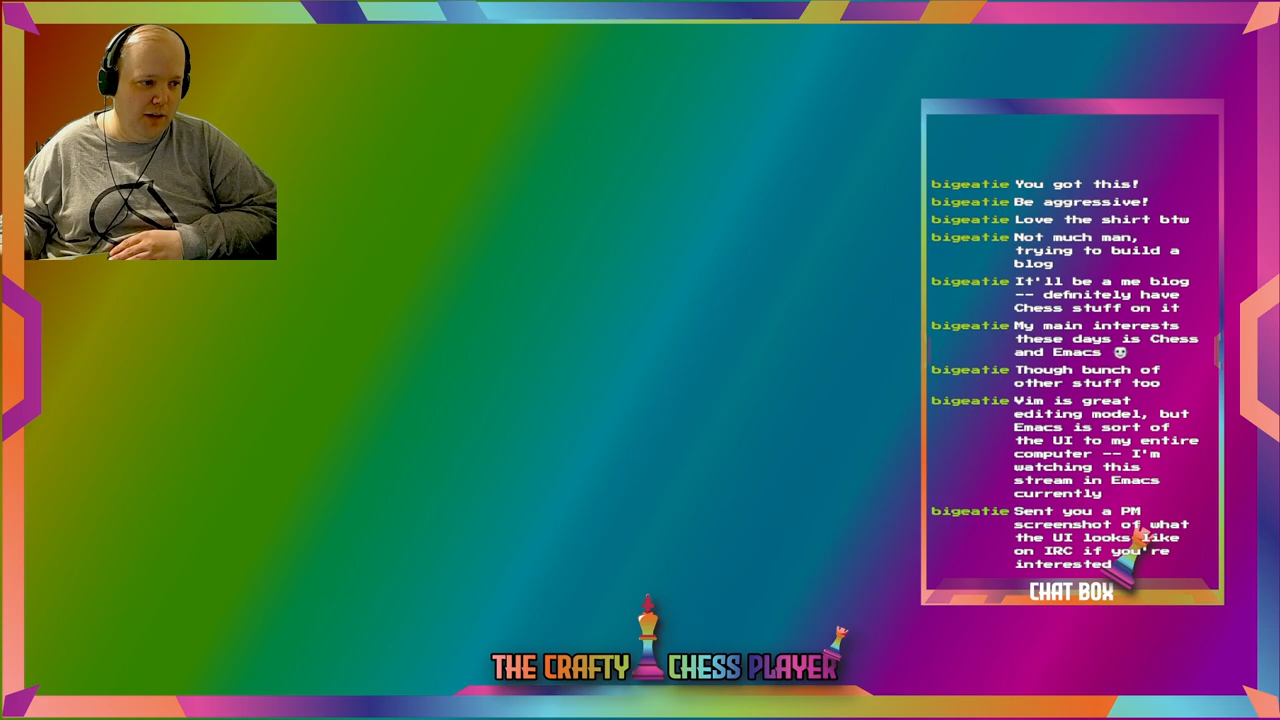 bigeatie You got this!
bigeatie Be aggressive!
bigeatie Love the shirt btw
bigeatie Not much man,
trying to build a
blog
bigeatie It'll be a me blog
-- definitely have
Chess stuff on it
bigeatie My main interests
these days is Chess
and Emacs
bigeatie Though bunch of
other stuff too
bigeatie Vim is great
editing model, but
Emacs is sort of
the UI to my entire
computer -- I'm
watching this
stream in Emacs
currently
bigeatie Sent you a PM
screenshot of what
the UI looks like
on IRC if you're
interested
CHAT BOX
THE CRAFTY CHESS PLAYER